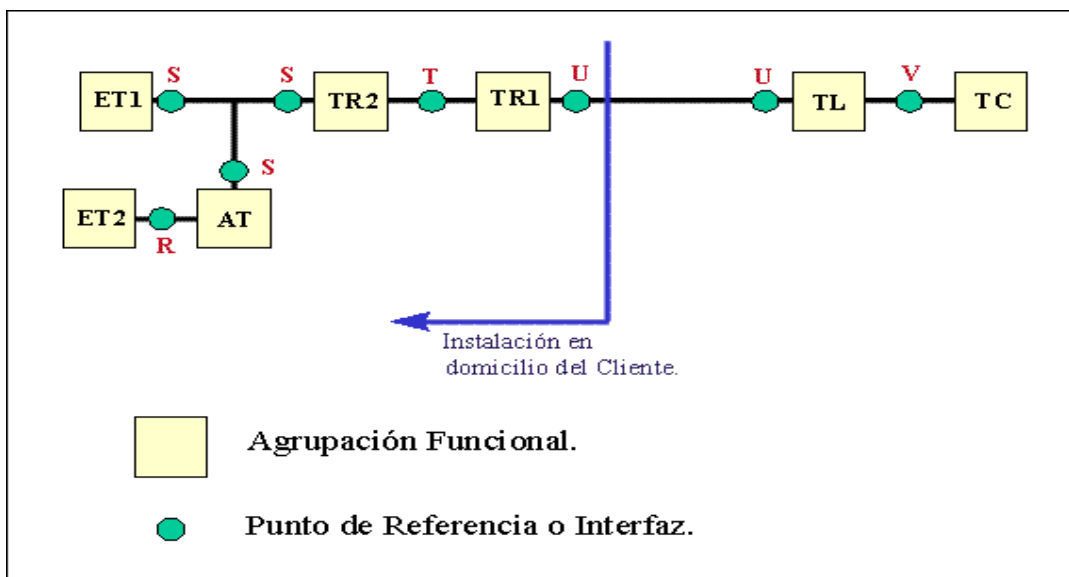 S S T U U V
ET1 TR2 TR1 TL TC
S
ET2 AT
R
Instalación en
domicilio del Cliente.
Agrupación Funcional.
Punto de Referencia o Interfaz.